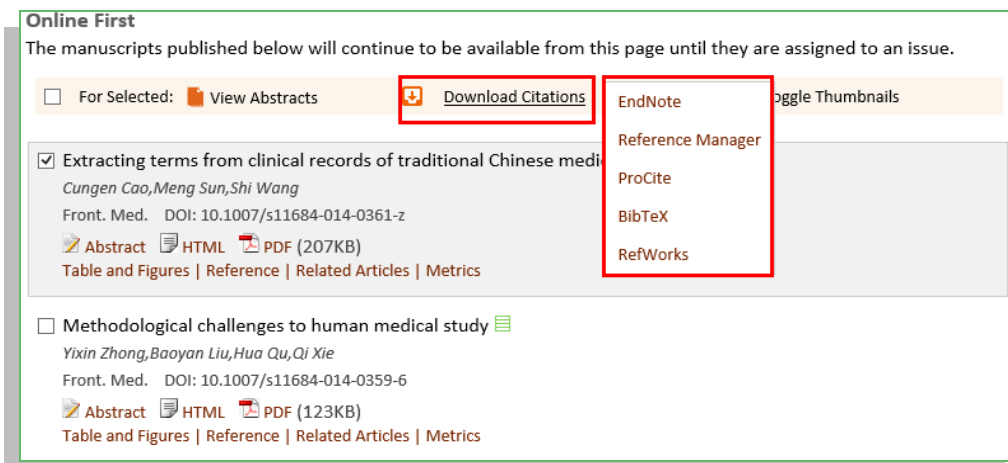 Online First
The manuscripts published below will continue to be available from this page until they are assigned to an issue.
For Selected: View Abstracts Download Citations oggle Thumbnails
EndNote
Reference Manager
ProCite
BibTeX
RefWorks
Extracting terms from clinical records of traditional Chinese medi
Cungen Cao,Meng Sun,Shi Wang
Front. Med. DOI: 10.1007/s11684-014-0361-z
Abstract HTML PDF (207KB)
Table and Figures | Reference | Related Articles | Metrics
Methodological challenges to human medical study
Yixin Zhong,Baoyan Liu,Hua Qu,Qi Xie
Front. Med. DOI: 10.1007/s11684-014-0359-6
Abstract HTML PDF (123KB)
Table and Figures | Reference | Related Articles | Metrics